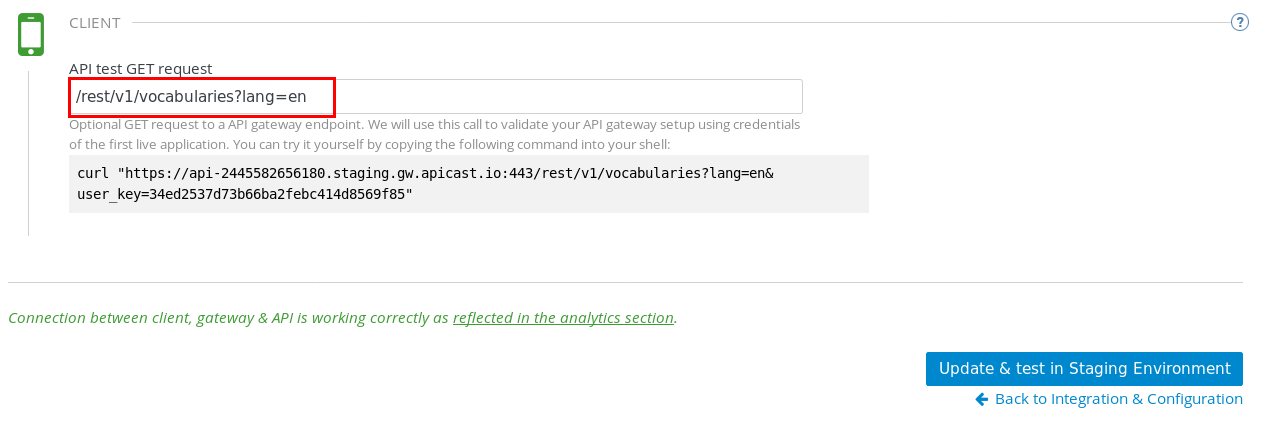 CLIENT
?
API test GET request
/rest/v1/vocabularies?lang=en
Optional GET request to a API gateway endpoint. We will use this call to validate your API gateway setup using credentials
of the first live application. You can try it yourself by copying the following command into your shell:
curl "https://api-2445582656180.staging.gw.apicast.io:443/rest/v1/vocabularies?lang=en&
user_key=34ed2537d73b66ba2febc414d8569f85"
Connection between client, gateway & API is working correctly as reflected in the analytics section.
Update & test in Staging Environment
Back to Integration & Configuration